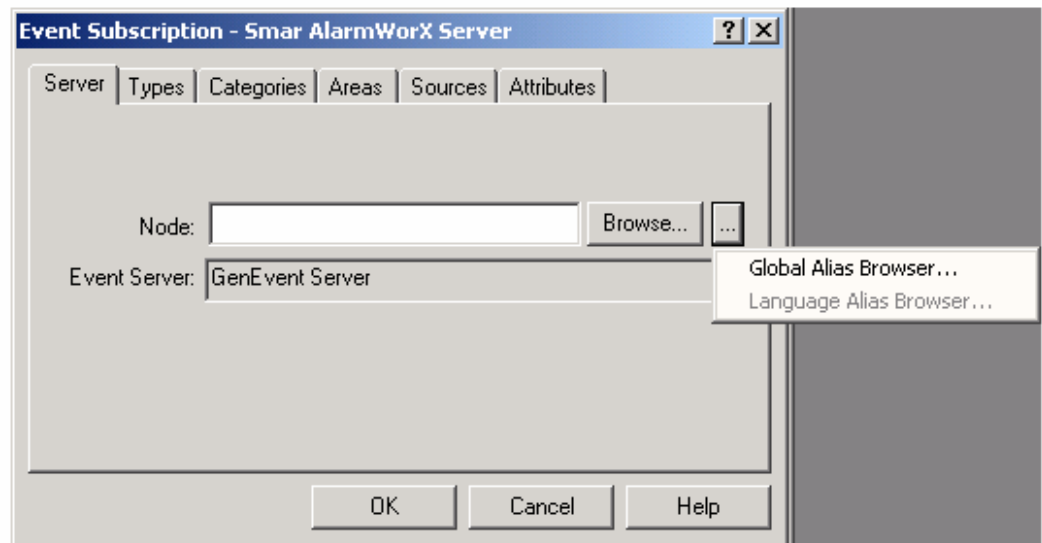 Event Subscription - Smar AlarmWorX Server ? X
Server Types Categories Areas Sources Attributes
Node: Browse... ...
Event Server: GenEvent Server
Global Alias Browser...
Language Alias Browser...
OK Cancel Help